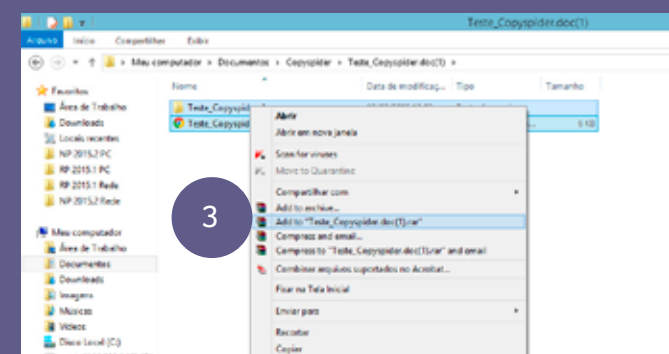 Teste_Copyspider.doc(1)
Arquivo Início Compartilhar Exibir
Meu computador Documentos Copyspider Teste_Copyspider.doc(1)
Favoritos
Área de Trabalho
Downloads
Locais recentes
NP 2015.2 PC
RP 2015.1 PC
RP 2015.1 Rede
NP 2015.2 Rede
Meu computador
Área de Trabalho
Documentos
Downloads
Imagens
Músicas
Vídeos
Disco Local (C:)
Nome Data de modificaç... Tipo Tamanho
Teste_Copyspid
Teste_Copyspid
3
Abrir
Abrir em nova janela
Scan for viruses
Move to Quarantine
Compartilhar com
Add to archive...
Add to "Teste_Copyspider.doc(1).rar"
Compress and email...
Compress to "Teste_Copyspider.doc(1).rar" and email
Combinar arquivos suportados no Acrobat...
Fixar na Tela Inicial
Enviar para
Recortar
Copiar